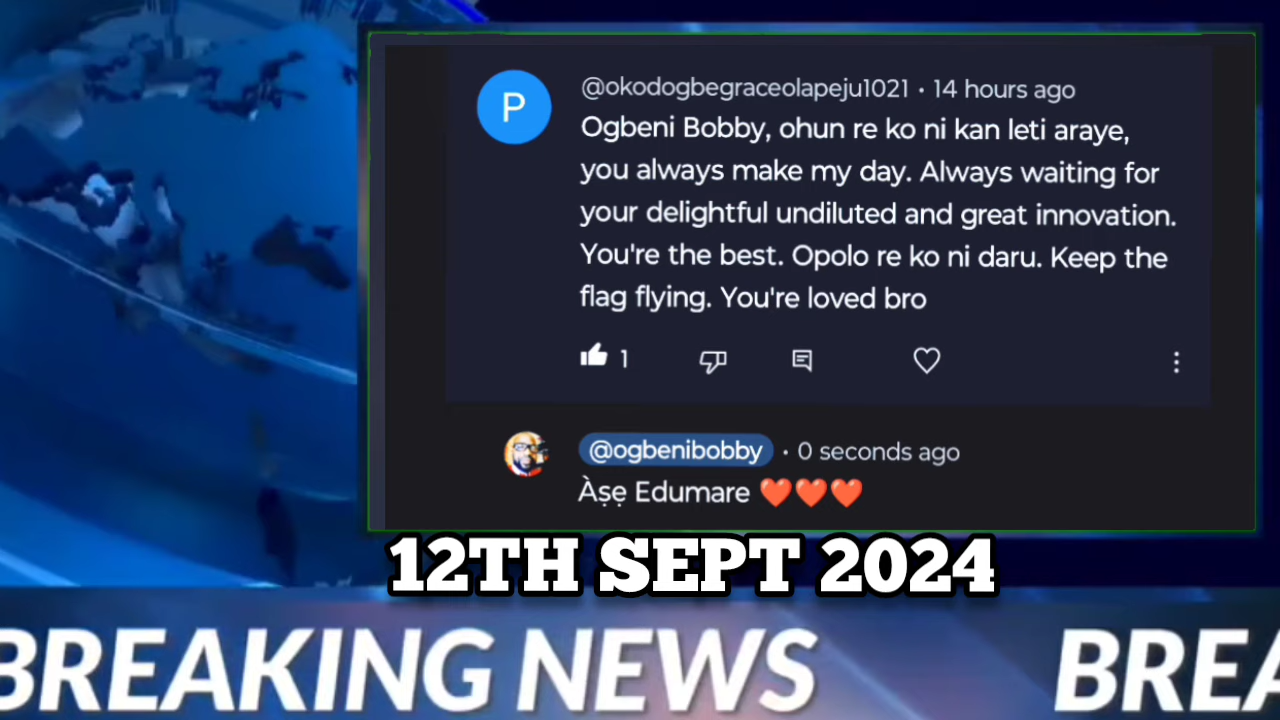 P
@okodogbegraceolapeju1021 · 14 hours ago
Ogbeni Bobby, ohun re ko ni kan leti araye,
you always make my day. Always waiting for
your delightful undiluted and great innovation.
You're the best. Opolo re ko ni daru. Keep the
flag flying. You're loved bro
1
@ogbenibobby · 0 seconds ago
Àṣẹ Edumare ❤️❤️❤️
12TH SEPT 2024
BREAKING NEWS BREA